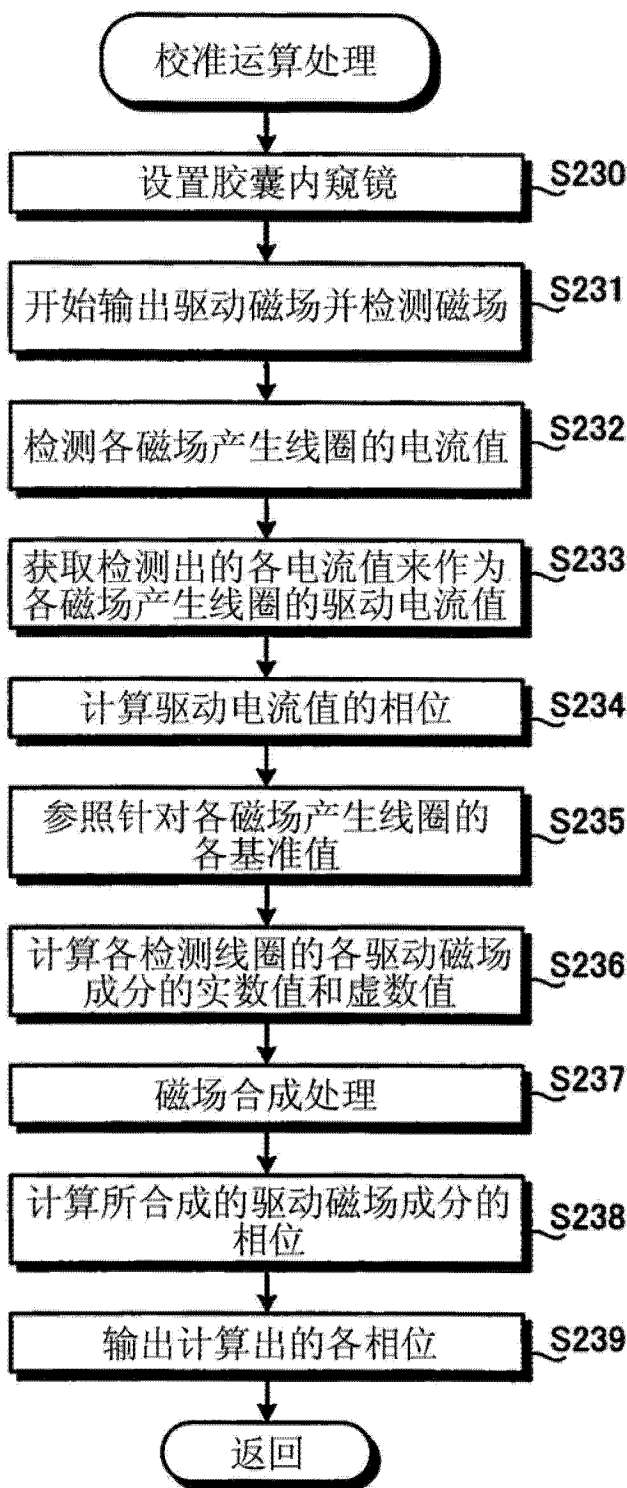 校准运算处理
设置胶囊内窥镜
S230
开始输出驱动磁场并检测磁场
S231
检测各磁场产生线圈的电流值
S232
获取检测出的各电流值来作为
各磁场产生线圈的驱动电流值
S233
计算驱动电流值的相位
S234
参照针对各磁场产生线圈的
各基准值
S235
计算各检测线圈的各驱动磁场
成分的实数值和虚数值
S236
磁场合成处理
S237
计算所合成的驱动磁场成分的
相位
S238
输出计算出的各相位
S239
返回